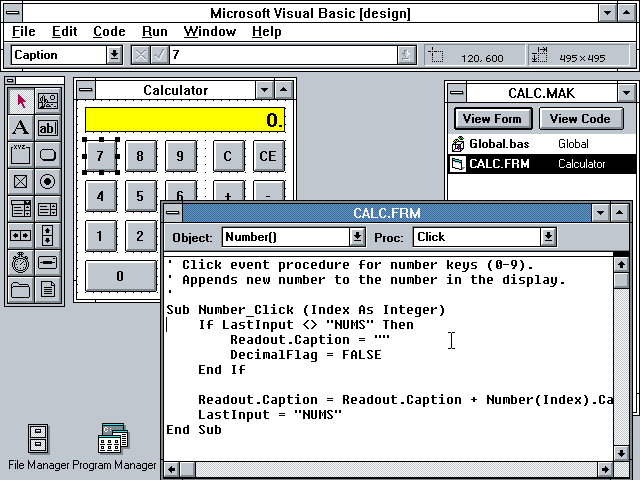 Microsoft Visual Basic [design]
File Edit Code Run Window Help
Caption 7 120,600 495×495
Calculator
0.
7 8 9 C CE
4 5 6 + -
1 2
0
A ab
xyz
CALC.MAK
View Form View Code
Global.bas Global
CALC.FRM Calculator
CALC.FRM
Object: Number() Proc: Click
' Click event procedure for number keys (0-9).
' Appends new number to the number in the display.
'
Sub Number_Click (Index As Integer)
If LastInput <> "NUMS" Then
Readout.Caption = ""
DecimalFlag = FALSE
End If
Readout.Caption = Readout.Caption + Number(Index).Ca
LastInput = "NUMS"
End Sub
File Manager Program Manager